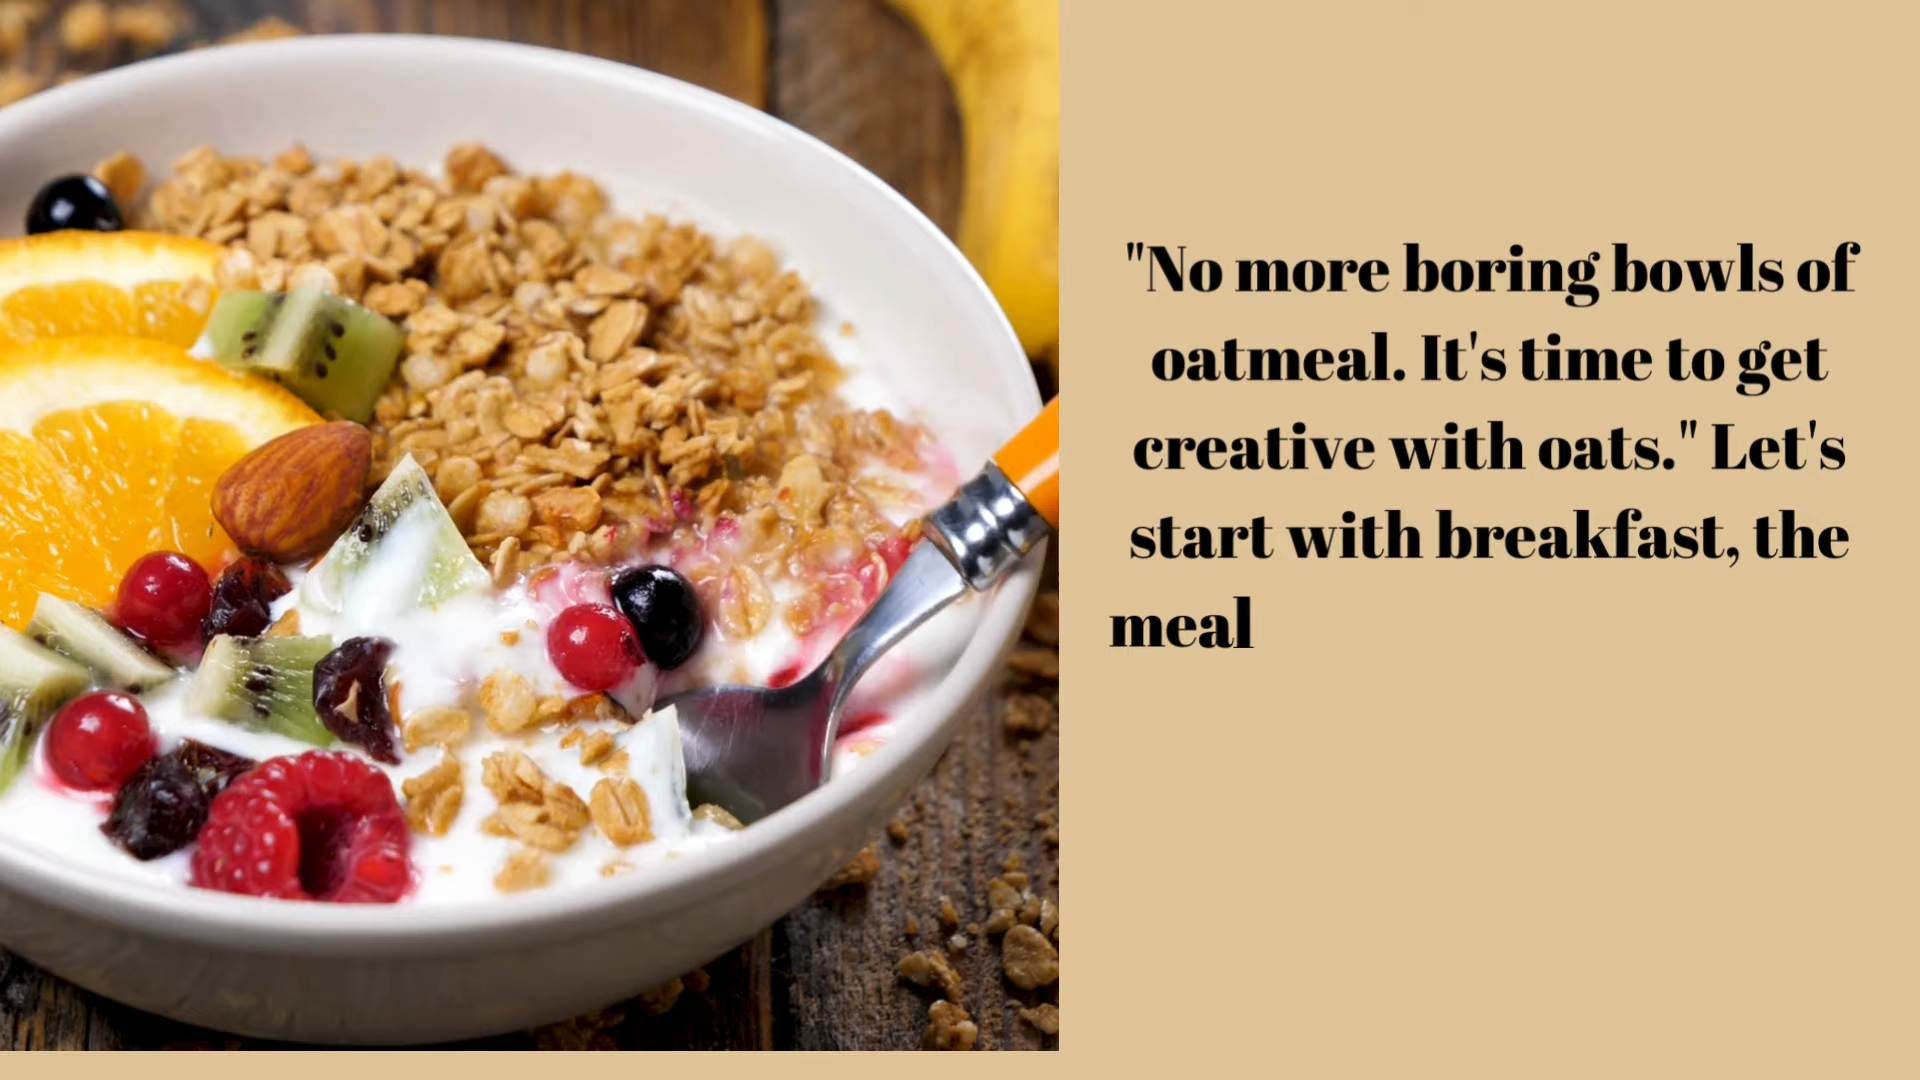 "No more boring bowls of
oatmeal. It's time to get
creative with oats." Let's
start with breakfast, the
meal